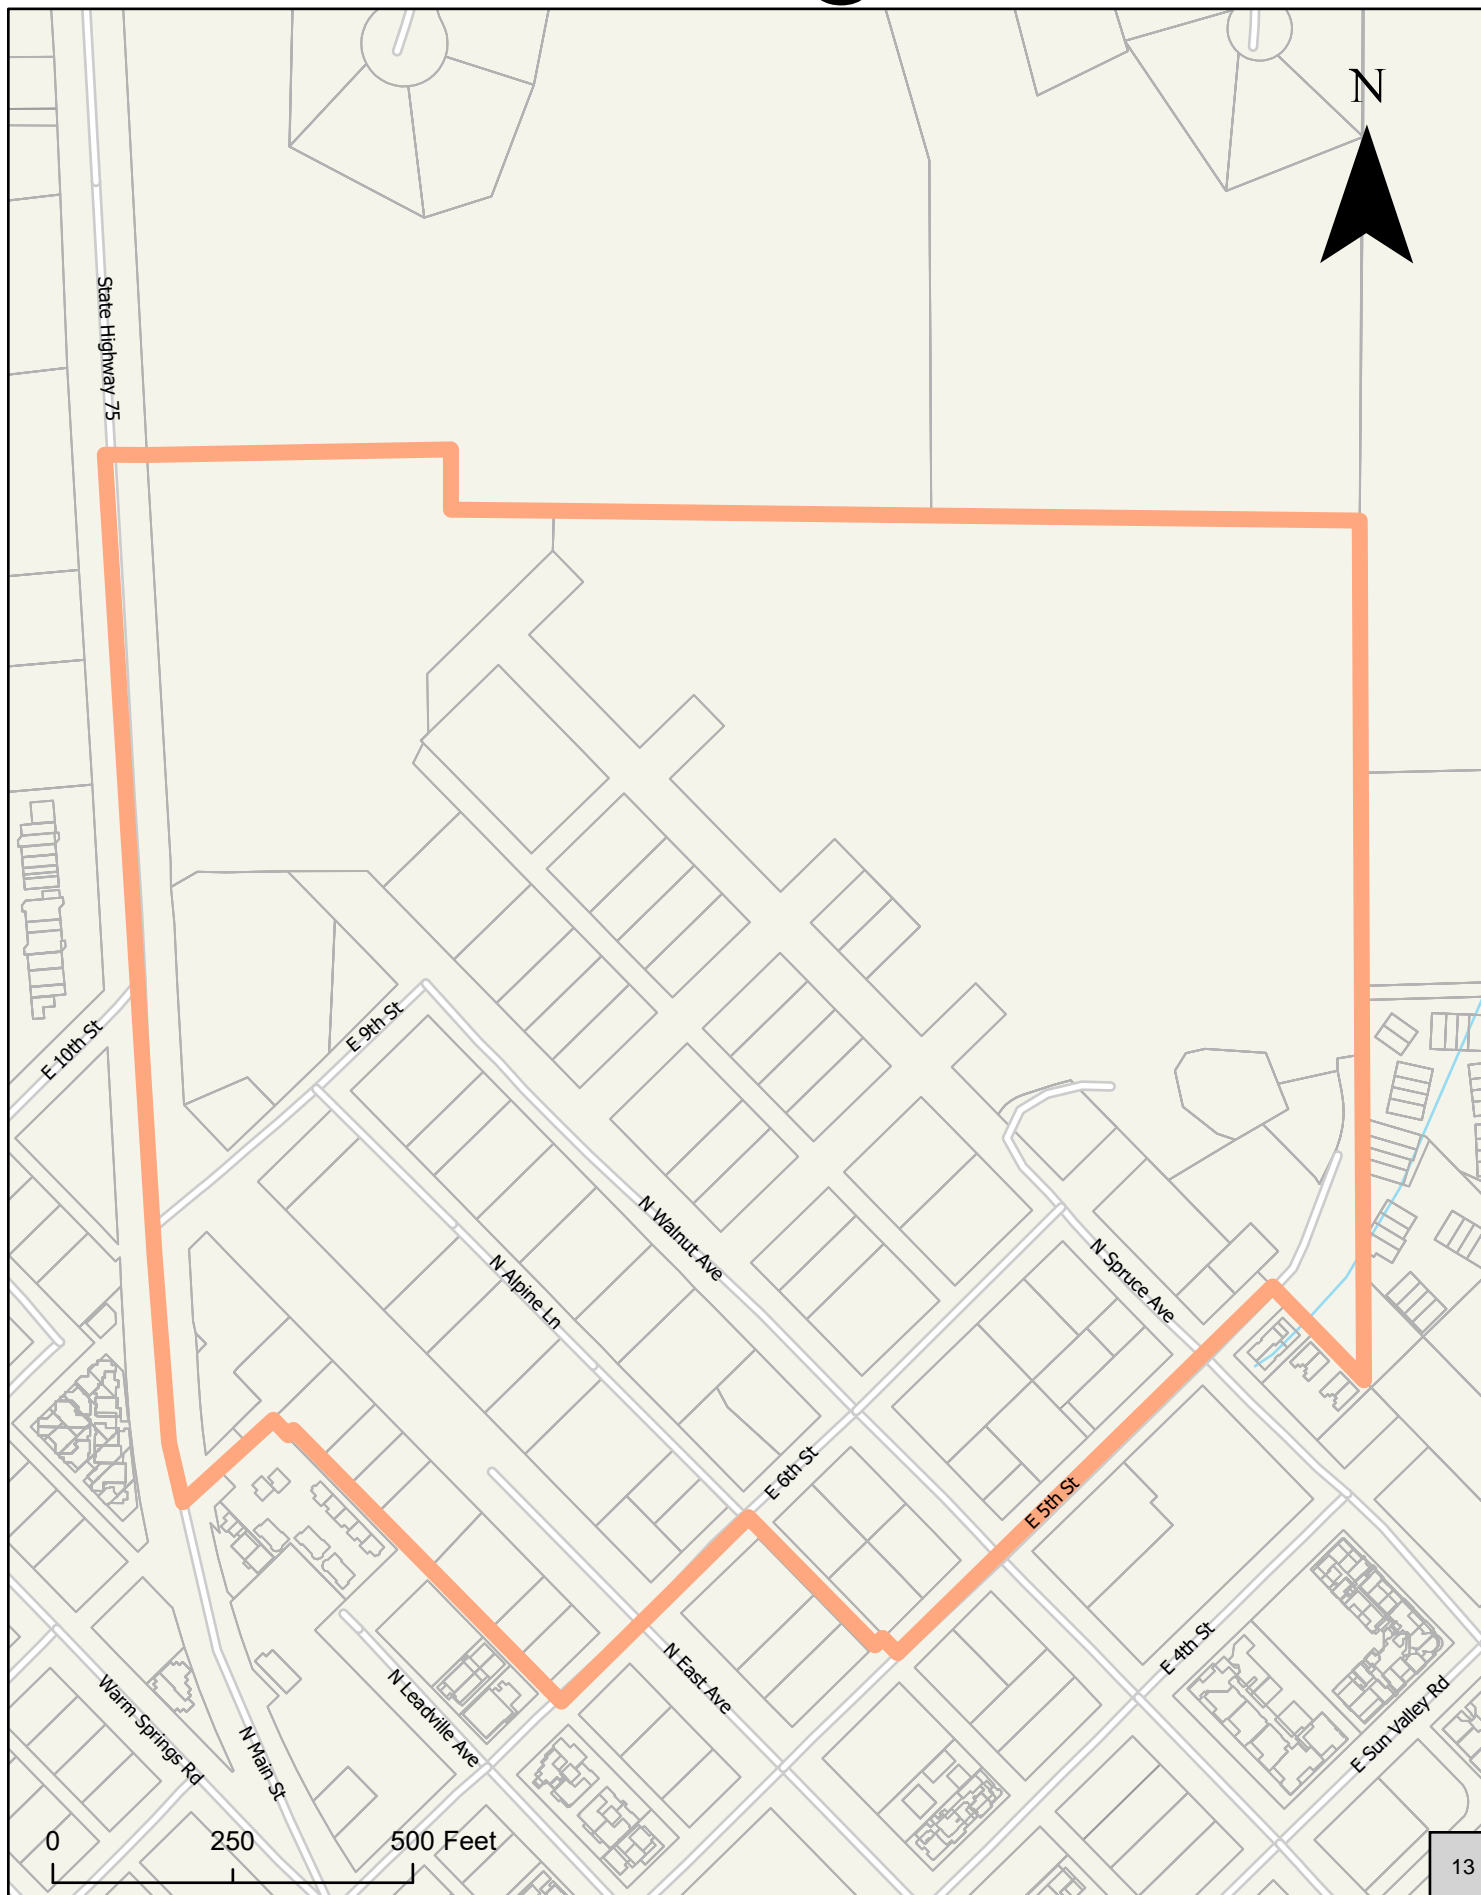 N
State Highway 75
E 10th St
E 9th St
N Walnut Ave
N Alpine Ln
N Spruce Ave
E 6th St
E 5th St
E 4th St
N East Ave
N Leadville Ave
E Sun Valley Rd
Warm Springs Rd
N Main St
0 250 500 Feet
13